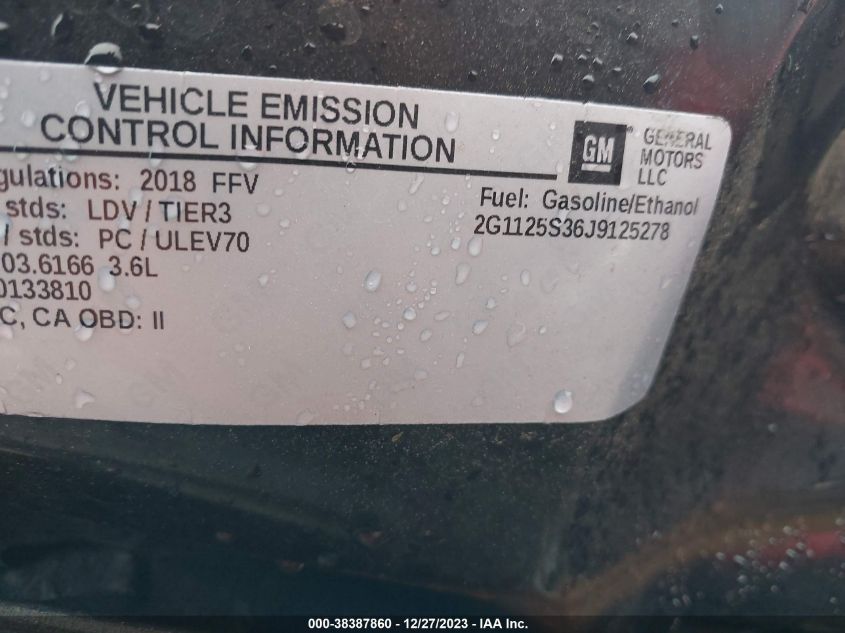 VEHICLE EMISSION
CONTROL INFORMATION
GM
GENERAL
MOTORS
LLC
gulations: 2018 FFV
stds: LDV / TIER3
/ stds: PC / ULEV70
03.6166 3.6L
0133810
C, CA OBD: II
Fuel: Gasoline/Ethanol
2G1125S36J9125278
000-38387860 - 12/27/2023 - IAA Inc.